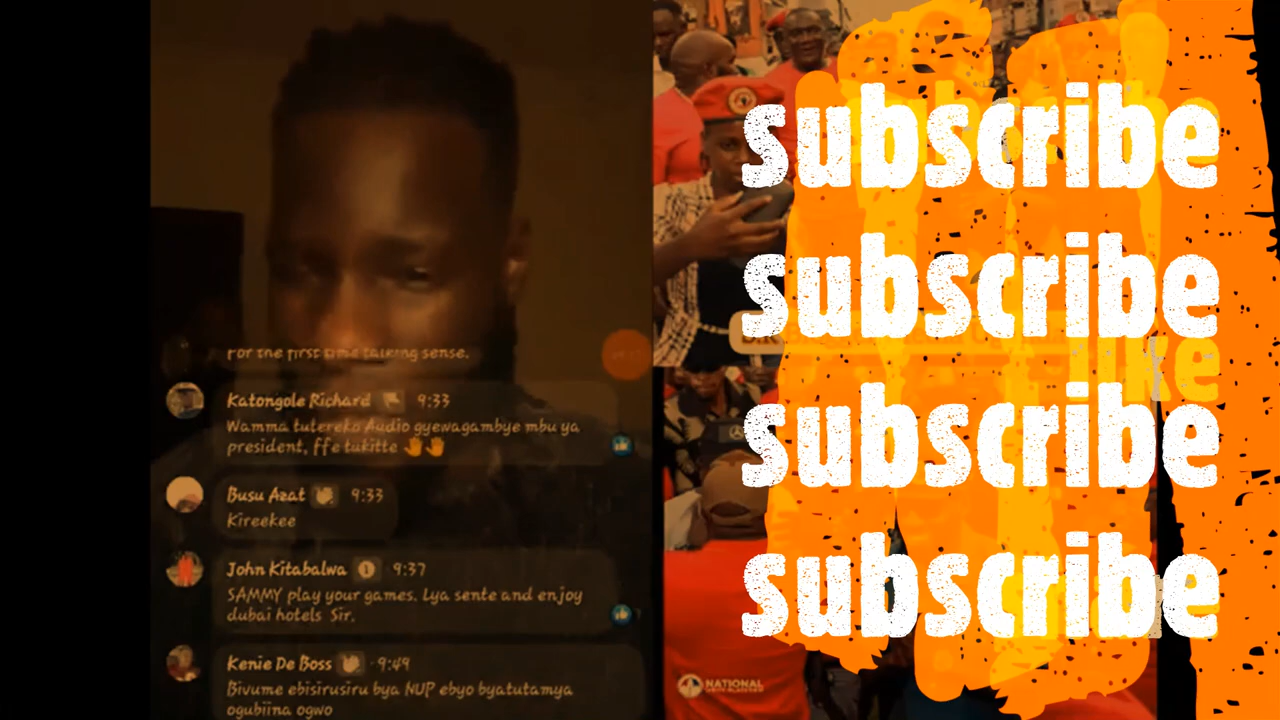 For the first time talking sense.
Katongole Richard 9:33
Wamma tutereko Audio gyewagambye mbu ya
president, ffe tukitte 🤚🤚
Busu Azat 9:33
Kireekee
John Kitabalwa 9:37
SAMMY play your games. Lya sente and enjoy
dubai hotels Sir.
Kenie De Boss 9:49
Bivume ebisirusiru bya NUP ebyo byatutamya
ogubiina ogwo
subscribe
subscribe
like
subscribe
subscribe
NATIONAL